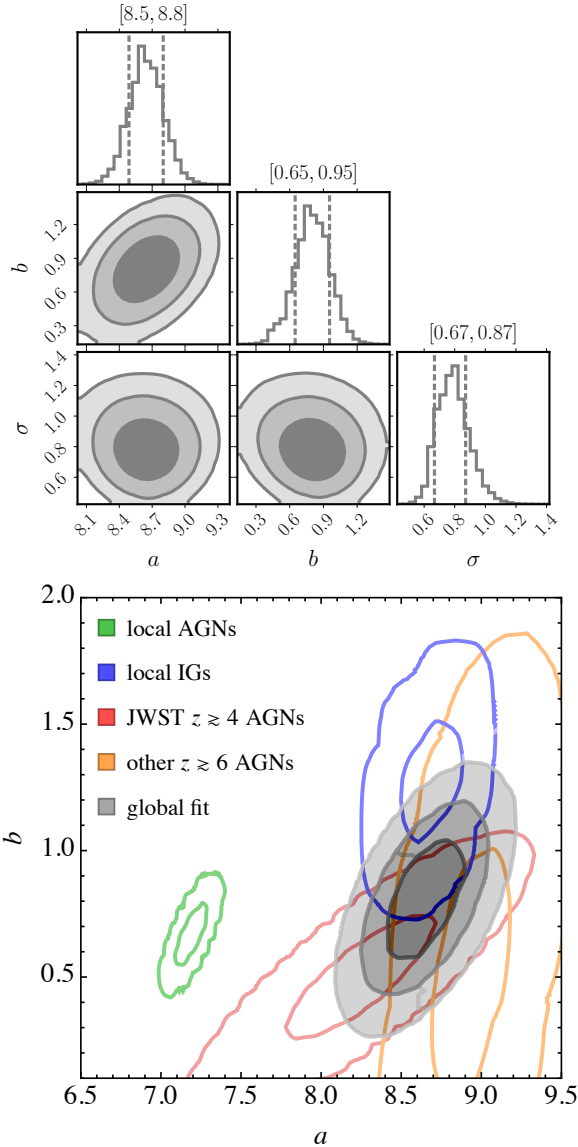 [8.5, 8.8]
[0.65, 0.95]
b
1.2
0.9
0.6
0.3
[0.67, 0.87]
σ
1.4
1.2
1.0
0.8
0.6
8.1 8.4 8.7 9.0 9.3
0.3 0.6 0.9 1.2
0.6 0.8 1.0 1.2 1.4
a b σ
2.0
local AGNs
local IGs
1.5
JWST z ≳ 4 AGNs
other z ≳ 6 AGNs
global fit
b
1.0
0.5
6.5 7.0 7.5 8.0 8.5 9.0 9.5
a